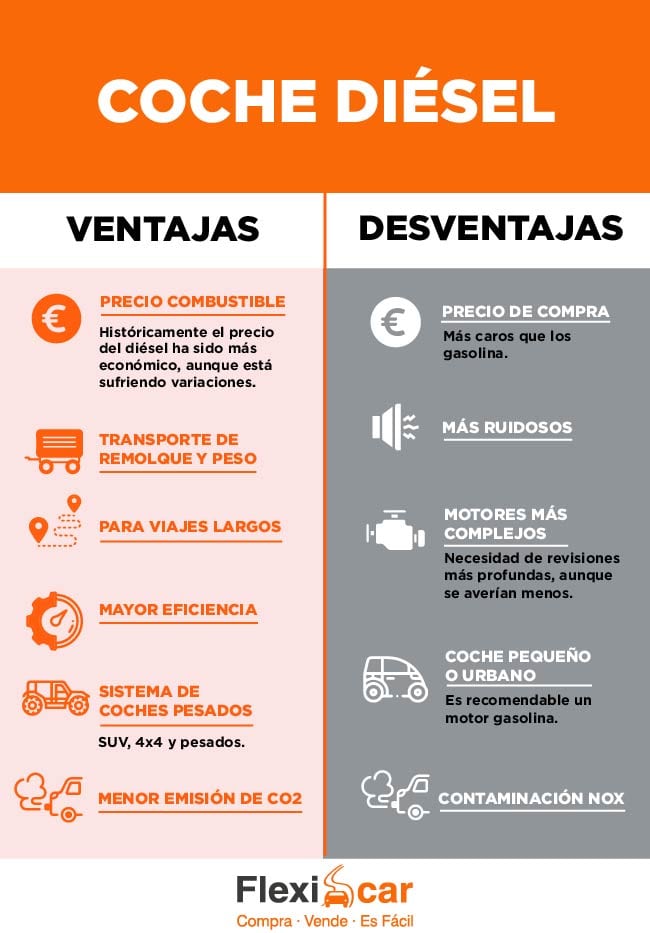 COCHE DIÉSEL
VENTAJAS
PRECIO COMBUSTIBLE
Históricamente el precio
del diésel ha sido más
económico, aunque está
sufriendo variaciones.
TRANSPORTE DE
REMOLQUE Y PESO
PARA VIAJES LARGOS
MAYOR EFICIENCIA
SISTEMA DE
COCHES PESADOS
SUV, 4x4 y pesados.
MENOR EMISIÓN DE CO2
DESVENTAJAS
PRECIO DE COMPRA
Más caros que los
gasolina.
MÁS RUIDOSOS
MOTORES MÁS
COMPLEJOS
Necesidad de revisiones
más profundas, aunque
se averían menos.
COCHE PEQUEÑO
O URBANO
Es recomendable un
motor gasolina.
CONTAMINACIÓN NOX
Flexicar
Compra · Vende · Es Fácil